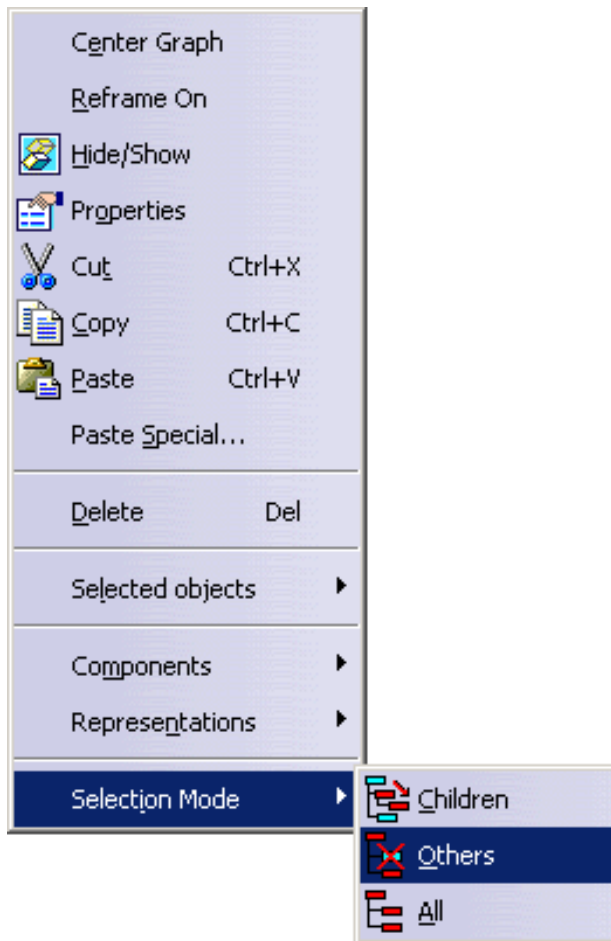 Center Graph
Reframe On
Hide/Show
Properties
Cut Ctrl+X
Copy Ctrl+C
Paste Ctrl+V
Paste Special...
Delete Del
Selected objects
Components
Representations
Selection Mode
Children
Others
All